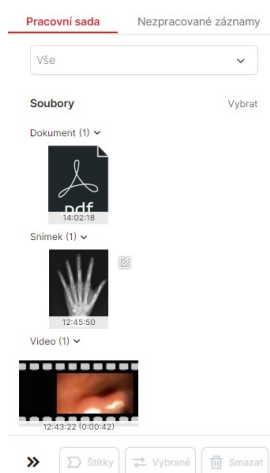 Pracovní sada Nezpracované záznamy
Vše
Soubory Vybrat
Dokument (1)
pdf
14:02:18
Snímek (1)
12:45:50
Video (1)
12:43:22 (0:00:42)
Štítky Vybrané Smazat